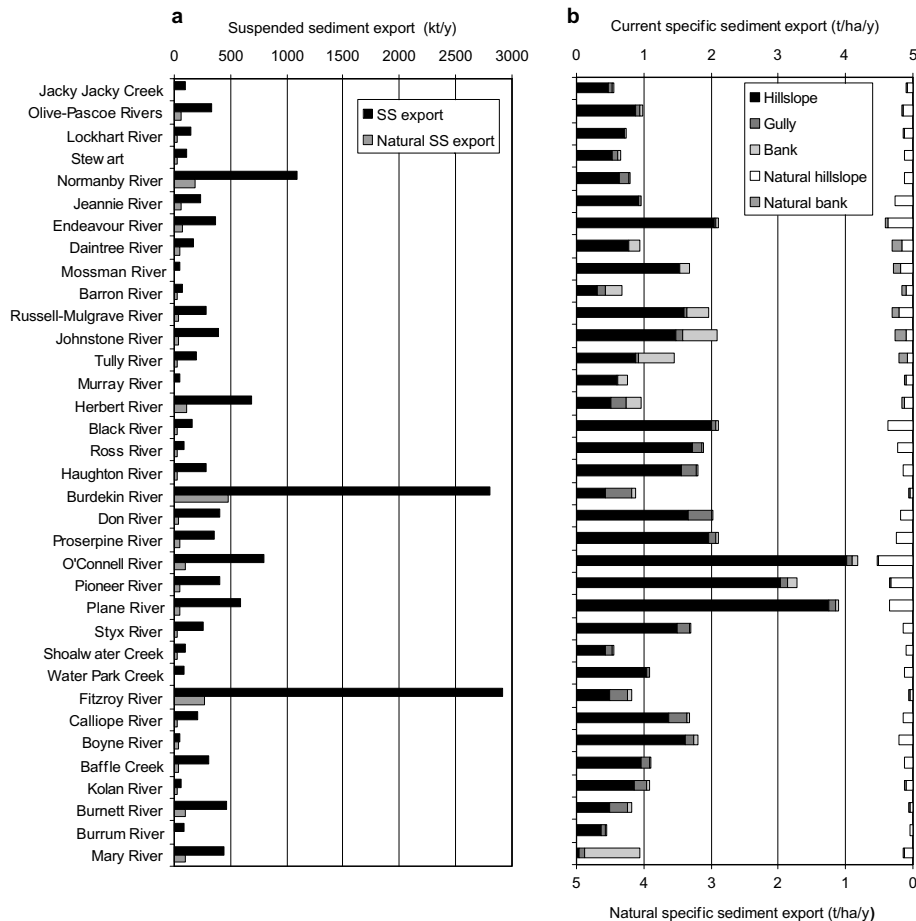 a
Suspended sediment export (kt/y)
0 500 1000 1500 2000 2500 3000
Jacky Jacky Creek
Olive-Pascoe Rivers
Lockhart River
Stewart
Normanby River
Jeannie River
Endeavour River
Daintree River
Mossman River
Barron River
Russell-Mulgrave River
Johnstone River
Tully River
Murray River
Herbert River
Black River
Ross River
Haughton River
Burdekin River
Don River
Proserpine River
O'Connell River
Pioneer River
Plane River
Styx River
Shoalwater Creek
Water Park Creek
Fitzroy River
Calliope River
Boyne River
Baffle Creek
Kolan River
Burnett River
Burrum River
Mary River
SS export
Natural SS export
b
Current specific sediment export (t/ha/y)
0 1 2 3 4 5
Hillslope
Gully
Bank
Natural hillslope
Natural bank
5 4 3 2 1 0
Natural specific sediment export (t/ha/y)